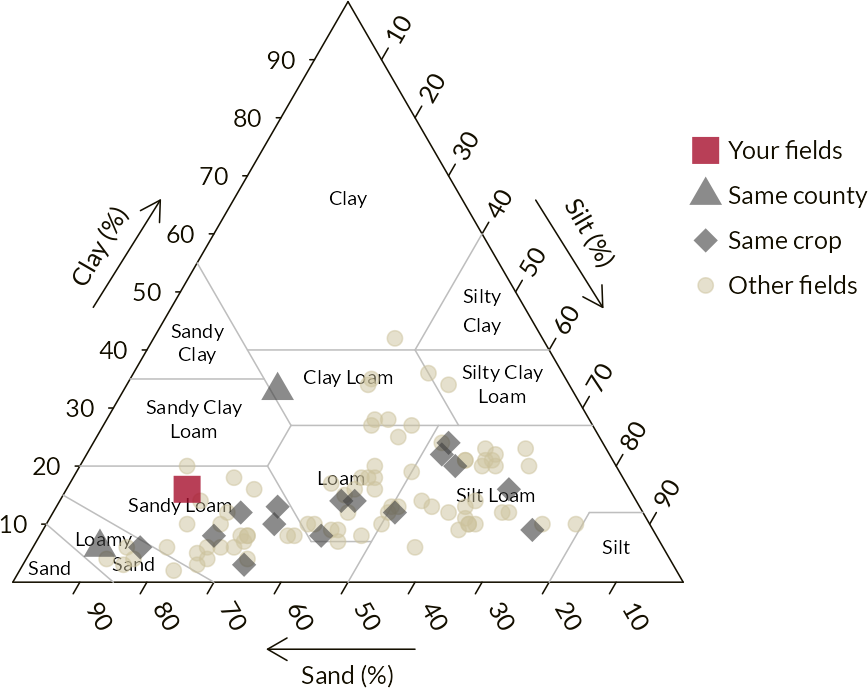 90
80
70
60
50
40
30
20
10
Clay (%)
10
20
30
40
50
60
70
80
90
Silt (%)
90
80
70
60
50
40
30
20
10
Sand (%)
Clay
Silty
Clay
Sandy
Clay
Clay Loam
Silty Clay
Loam
Sandy Clay
Loam
Loam
Sandy Loam
Silt Loam
Loamy
Sand
Sand
Silt
Your fields
Same county
Same crop
Other fields